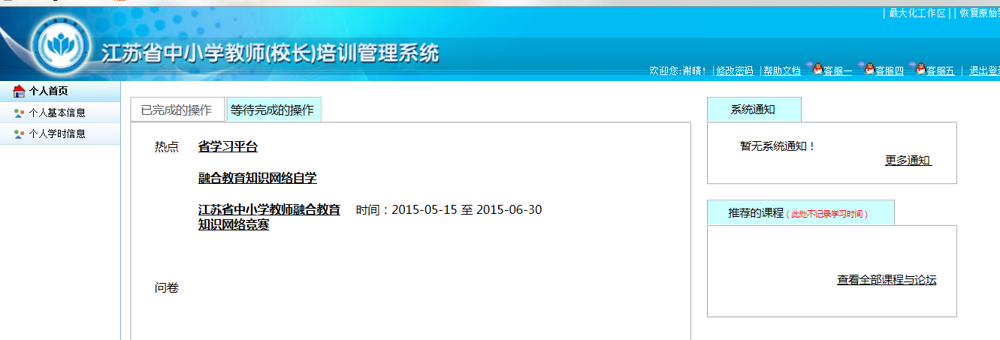 | 最大化工作区 | | 恢复原始
江苏省中小学教师(校长)培训管理系统
欢迎您:谢晴! | 修改密码 | 帮助文档 客服一 客服四 客服五 | 退出登
个人首页
个人基本信息
个人学时信息
已完成的操作 等待完成的操作
热点 省学习平台
融合教育知识网络自学
江苏省中小学教师融合教育 时间：2015-05-15 至 2015-06-30
知识网络竞赛
问卷
系统通知
暂无系统通知！
更多通知
推荐的课程（此处不记录学习时间）
查看全部课程与论坛